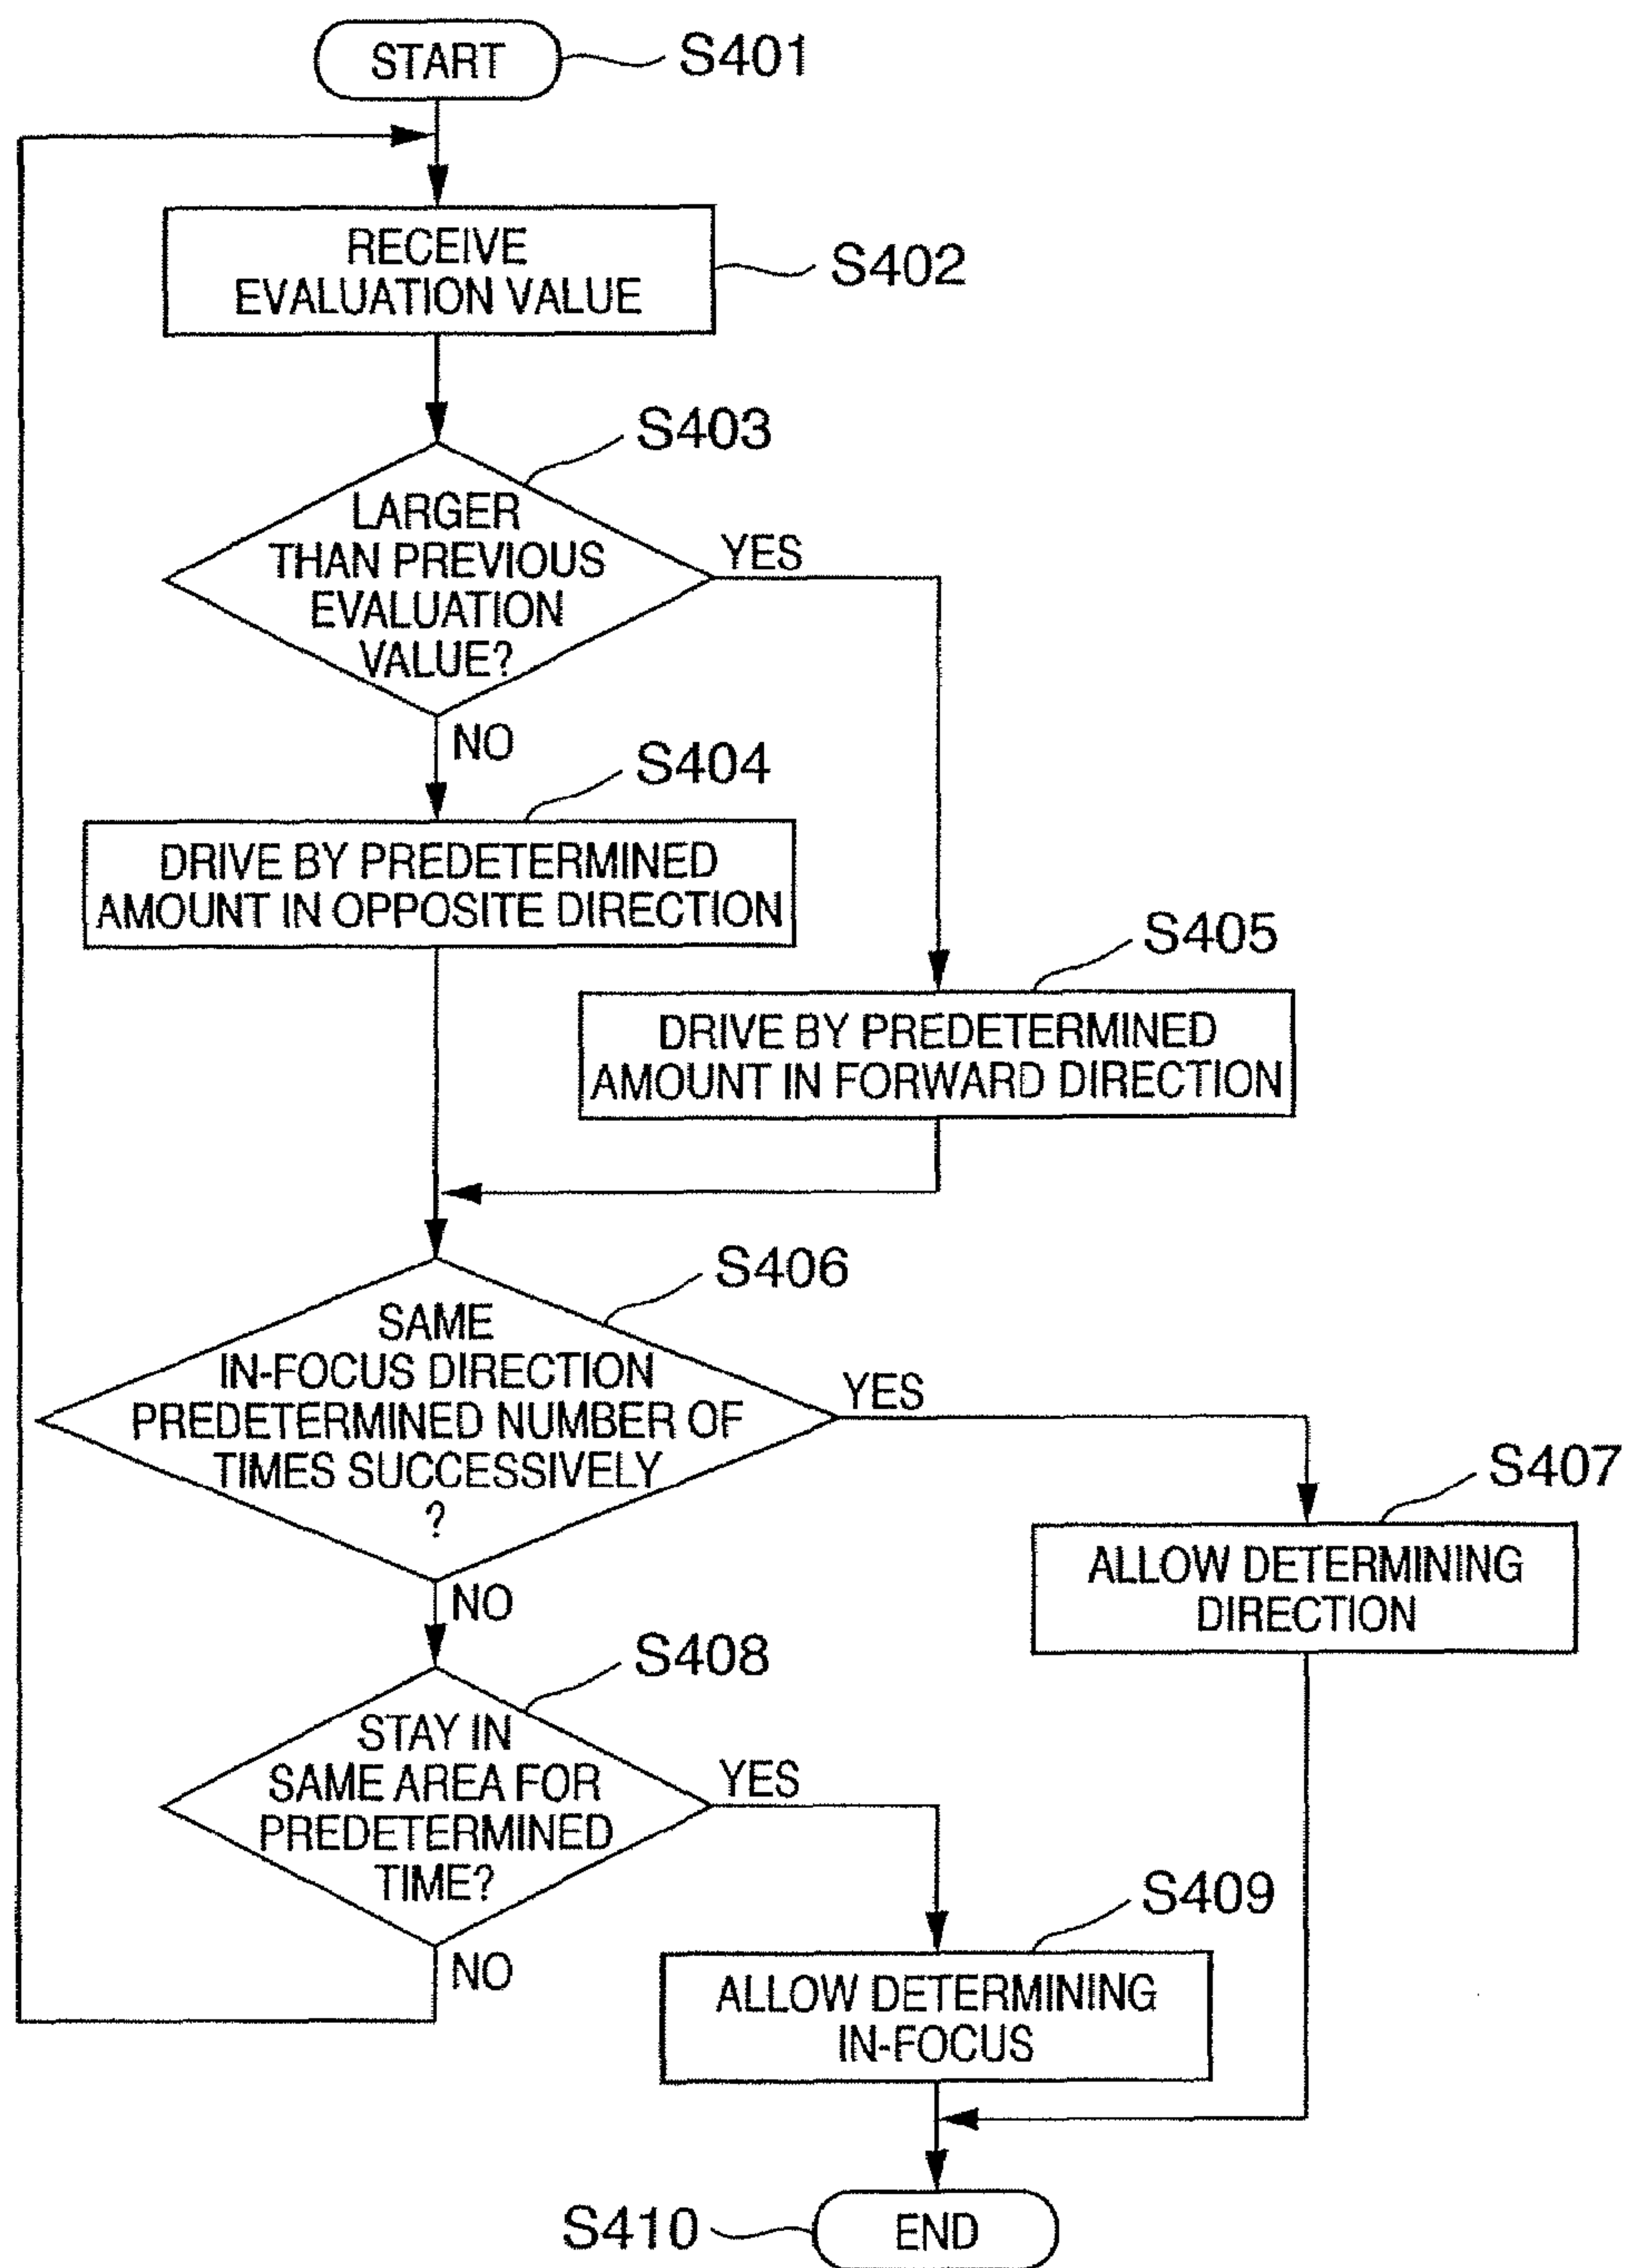 START
S401
RECEIVE
EVALUATION VALUE
S402
S403
LARGER
THAN PREVIOUS
EVALUATION
VALUE?
YES
NO
S404
DRIVE BY PREDETERMINED
AMOUNT IN OPPOSITE DIRECTION
S405
DRIVE BY PREDETERMINED
AMOUNT IN FORWARD DIRECTION
S406
SAME
IN-FOCUS DIRECTION
PREDETERMINED NUMBER OF
TIMES SUCCESSIVELY
?
YES
NO
S407
ALLOW DETERMINING
DIRECTION
S408
STAY IN
SAME AREA FOR
PREDETERMINED
TIME?
YES
NO
S409
ALLOW DETERMINING
IN-FOCUS
S410
END